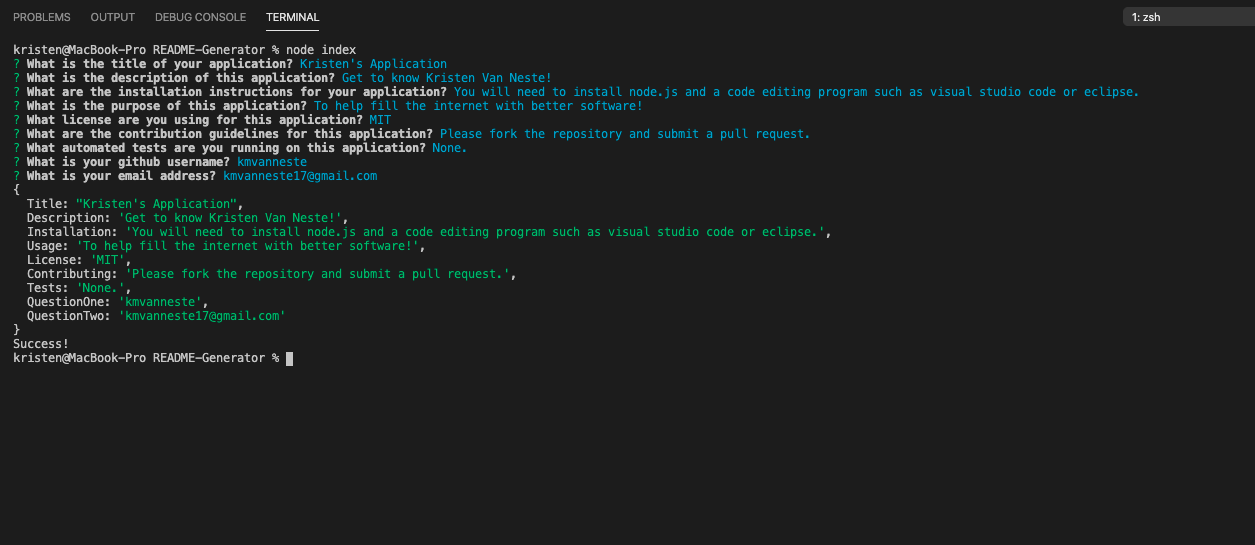 PROBLEMS OUTPUT DEBUG CONSOLE TERMINAL 1: zsh
kristen@MacBook-Pro README-Generator % node index
? What is the title of your application? Kristen's Application
? What is the description of this application? Get to know Kristen Van Neste!
? What are the installation instructions for your application? You will need to install node.js and a code editing program such as visual studio code or eclipse.
? What is the purpose of this application? To help fill the internet with better software!
? What license are you using for this application? MIT
? What are the contribution guidelines for this application? Please fork the repository and submit a pull request.
? What automated tests are you running on this application? None.
? What is your github username? kmvanneste
? What is your email address? kmvanneste17@gmail.com
{
  Title: "Kristen's Application",
  Description: 'Get to know Kristen Van Neste!',
  Installation: 'You will need to install node.js and a code editing program such as visual studio code or eclipse.',
  Usage: 'To help fill the internet with better software!',
  License: 'MIT',
  Contributing: 'Please fork the repository and submit a pull request.',
  Tests: 'None.',
  QuestionOne: 'kmvanneste',
  QuestionTwo: 'kmvanneste17@gmail.com'
}
Success!
kristen@MacBook-Pro README-Generator %